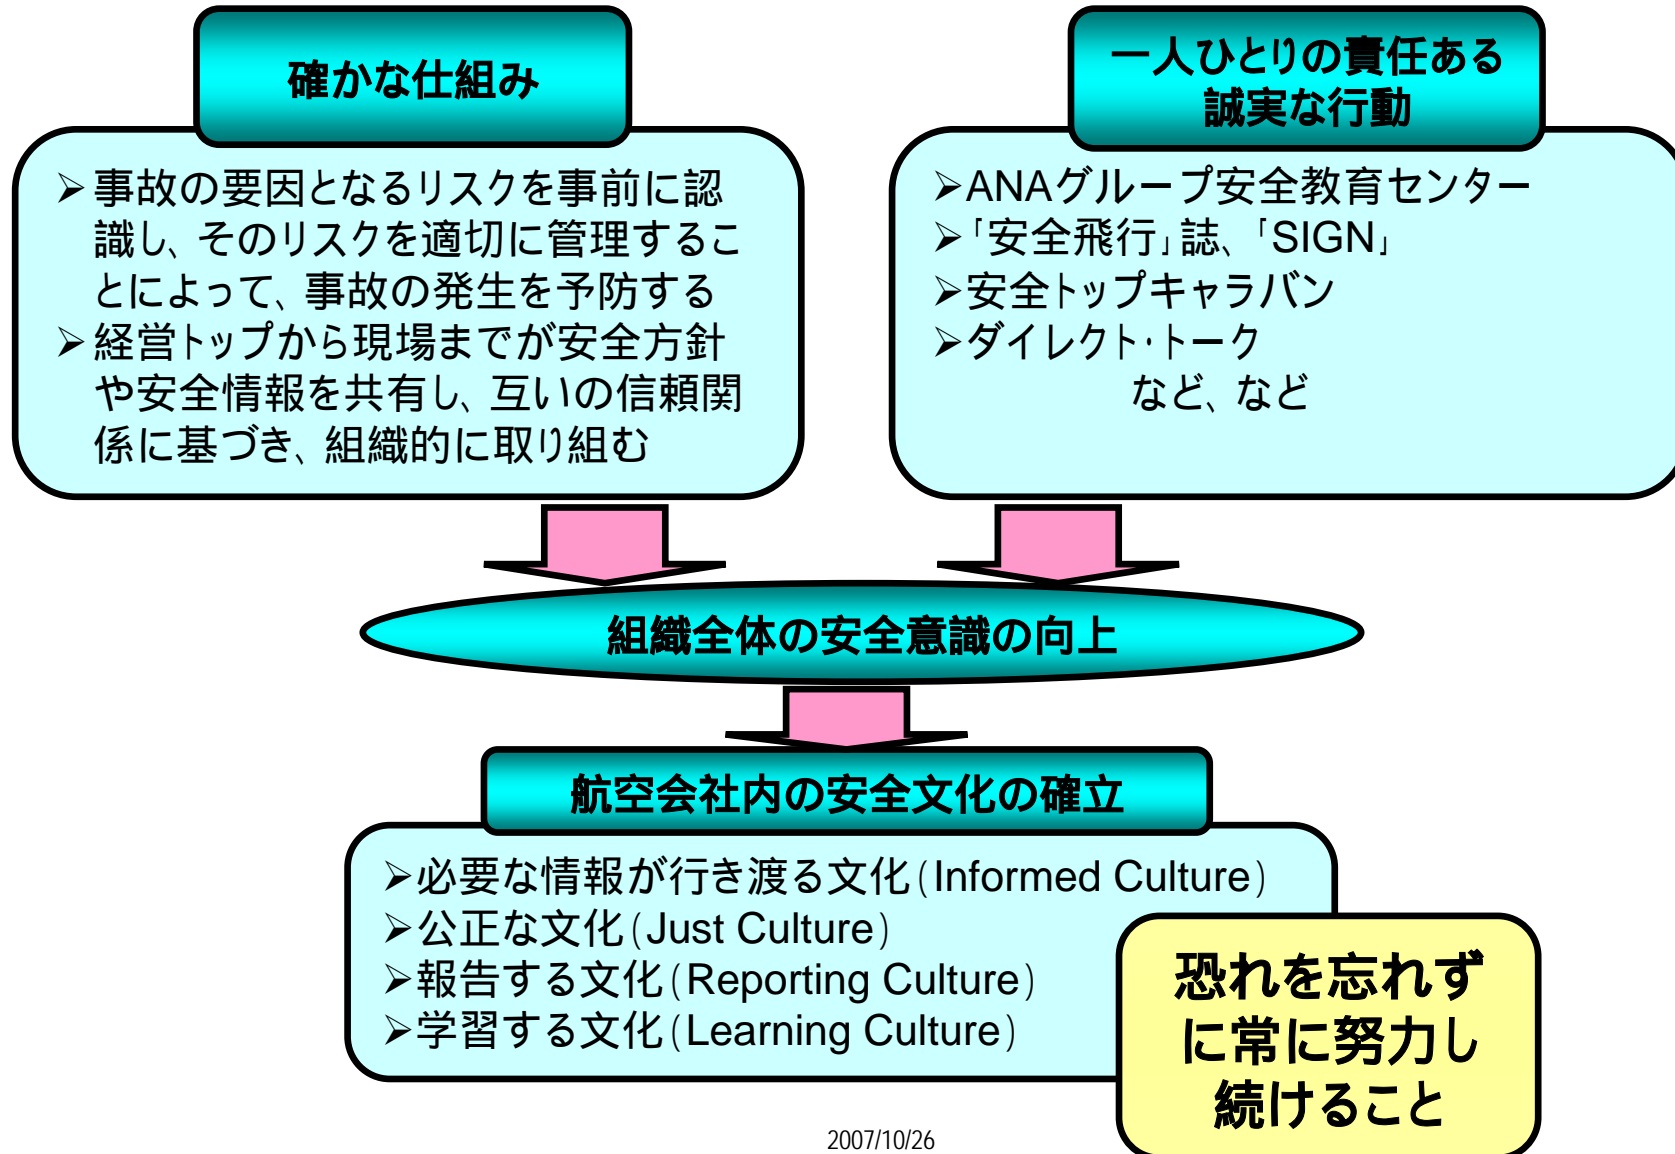 確かな仕組み
➢事故の要因となるリスクを事前に認
識し、そのリスクを適切に管理するこ
とによって、事故の発生を予防する
➢経営トップから現場までが安全方針
や安全情報を共有し、互いの信頼関
係に基づき、組織的に取り組む
一人ひとりの責任ある
誠実な行動
➢ANAグループ安全教育センター
➢「安全飛行」誌、「SIGN」
➢安全トップキャラバン
➢ダイレクト・トーク
など、など
組織全体の安全意識の向上
航空会社内の安全文化の確立
➢必要な情報が行き渡る文化(Informed Culture)
➢公正な文化(Just Culture)
➢報告する文化(Reporting Culture)
➢学習する文化(Learning Culture)
恐れを忘れず
に常に努力し
続けること
2007/10/26